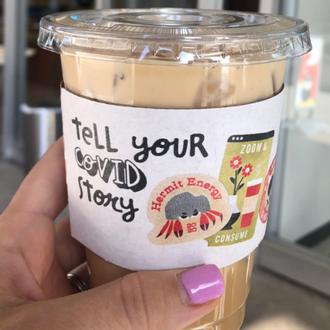 tell YOUR
COVID
story
Hermit Energy
ZOOM &
CONSUME